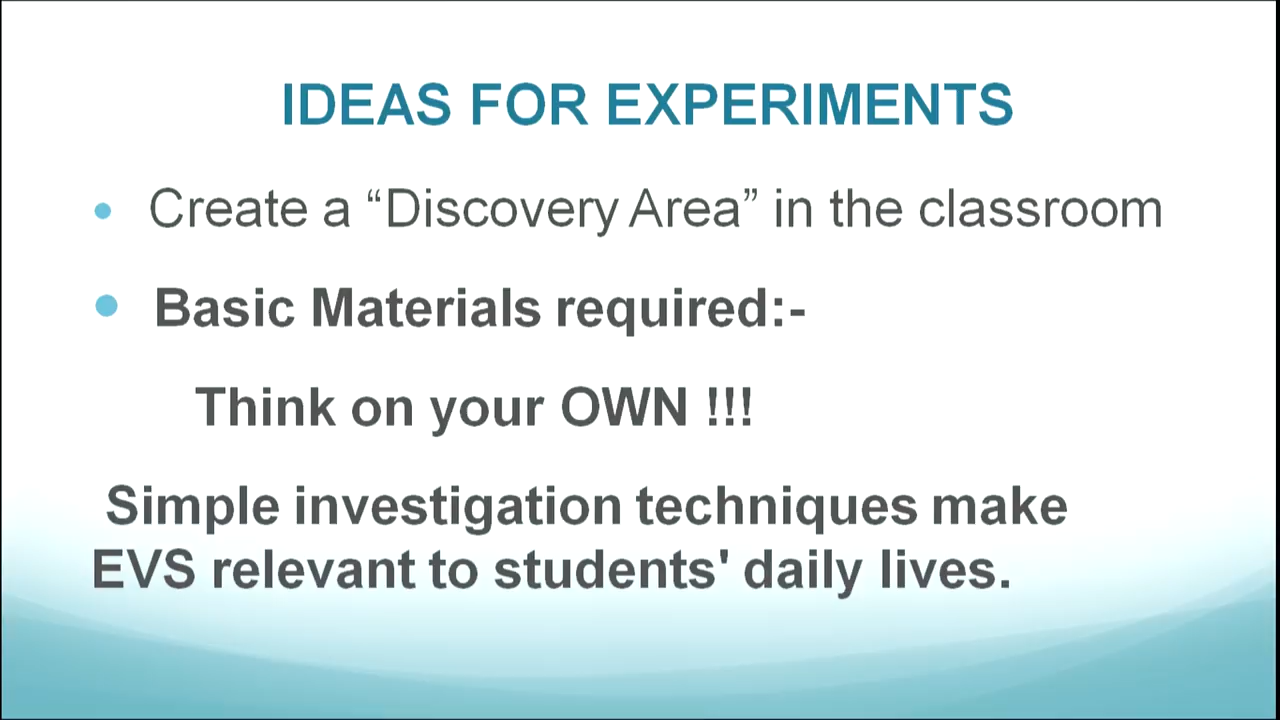 IDEAS FOR EXPERIMENTS
• Create a “Discovery Area” in the classroom
• Basic Materials required:-
Think on your OWN !!!
Simple investigation techniques make
EVS relevant to students' daily lives.